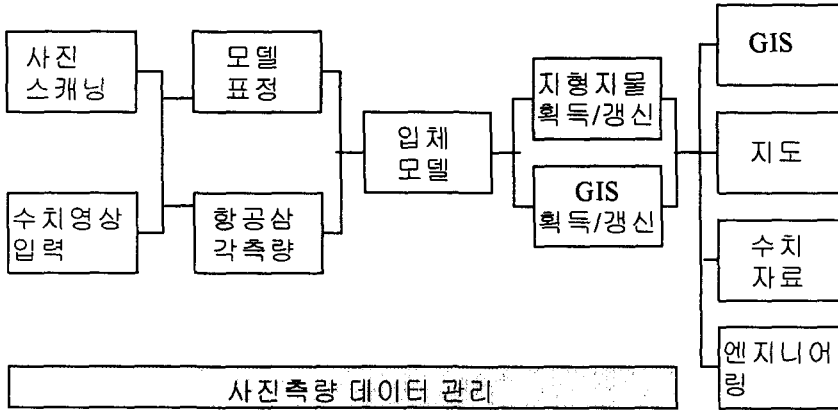 사진
스캐닝
수치영상
입력
모델
표정
항공삼
각측량
입체
모델
지형지물
획득/갱신
GIS
획득/갱신
GIS
지도
수치
자료
엔지니어
링
사진측량 데이터 관리